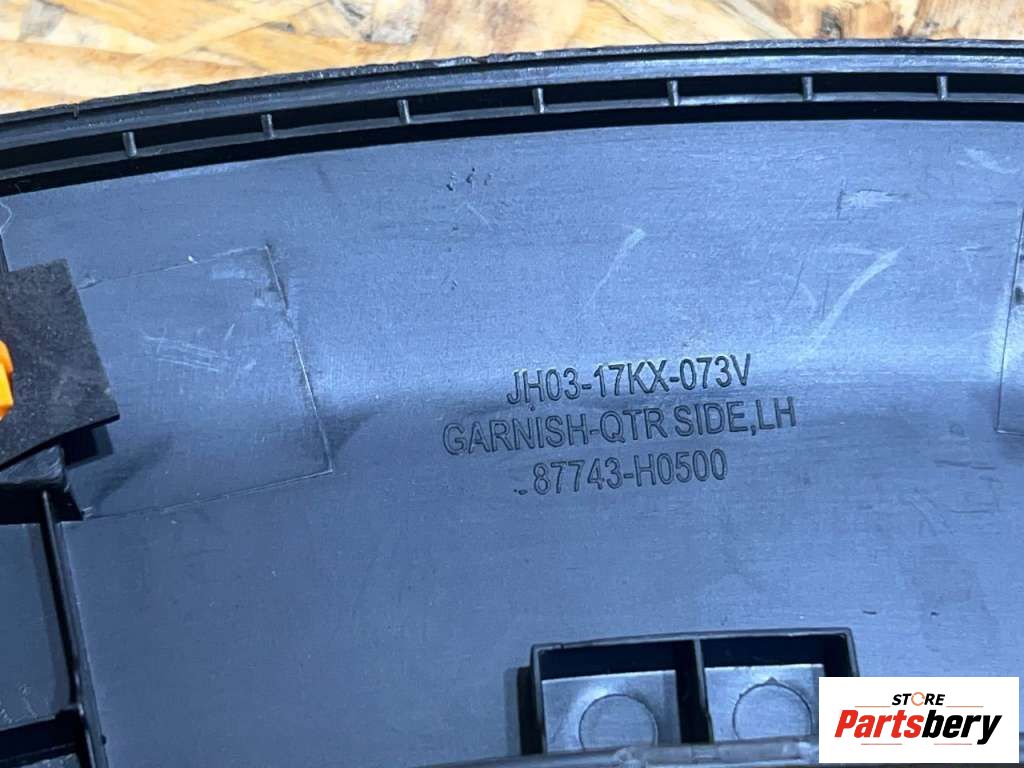 JH03-17KX-073V
GARNISH-QTR SIDE,LH
87743-H0500
STORE
Partsbery